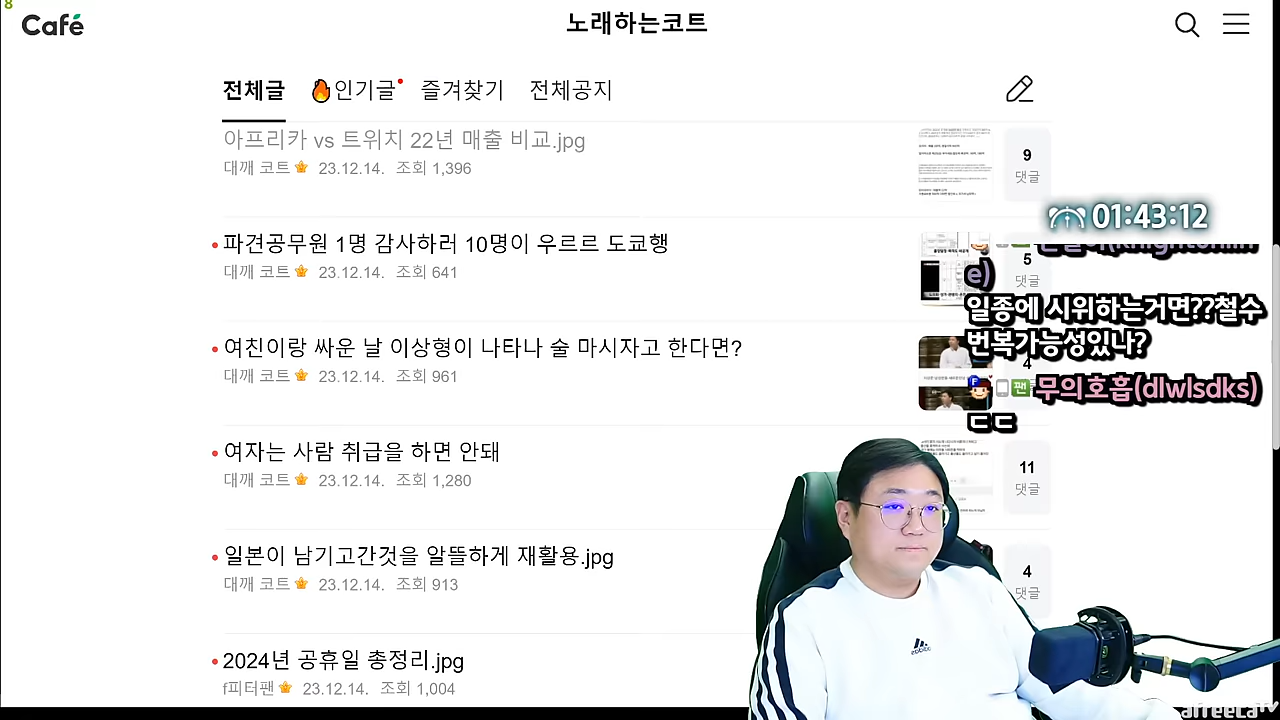 8
Café
노래하는코트
전체글
인기글
즐겨찾기
전체공지
아프리카 vs 트위치 22년 매출 비교.jpg
9
댓글
01:43:12
파견공무원 1명 감사하러 10명이 우르르 도쿄행
대깨 코트 23.12.14. 조회 641
5
댓글
e)
일종에 시위하는거면??철수
번복가능성있나?
여친이랑 싸운 날 이상형이 나타나 술 마시자고 한다면?
대깨 코트 23.12.14. 조회 961
4
팬 무의호흡(dlwlsdks)
ㄷㄷ
여자는 사람 취급을 하면 안돼
대깨 코트 23.12.14. 조회 1,280
11
댓글
일본이 남기고간것을 알뜰하게 재활용.jpg
대깨 코트 23.12.14. 조회 913
4
댓글
2024년 공휴일 총정리.jpg
f피터팬 23.12.14. 조회 1,004
afreecaTV